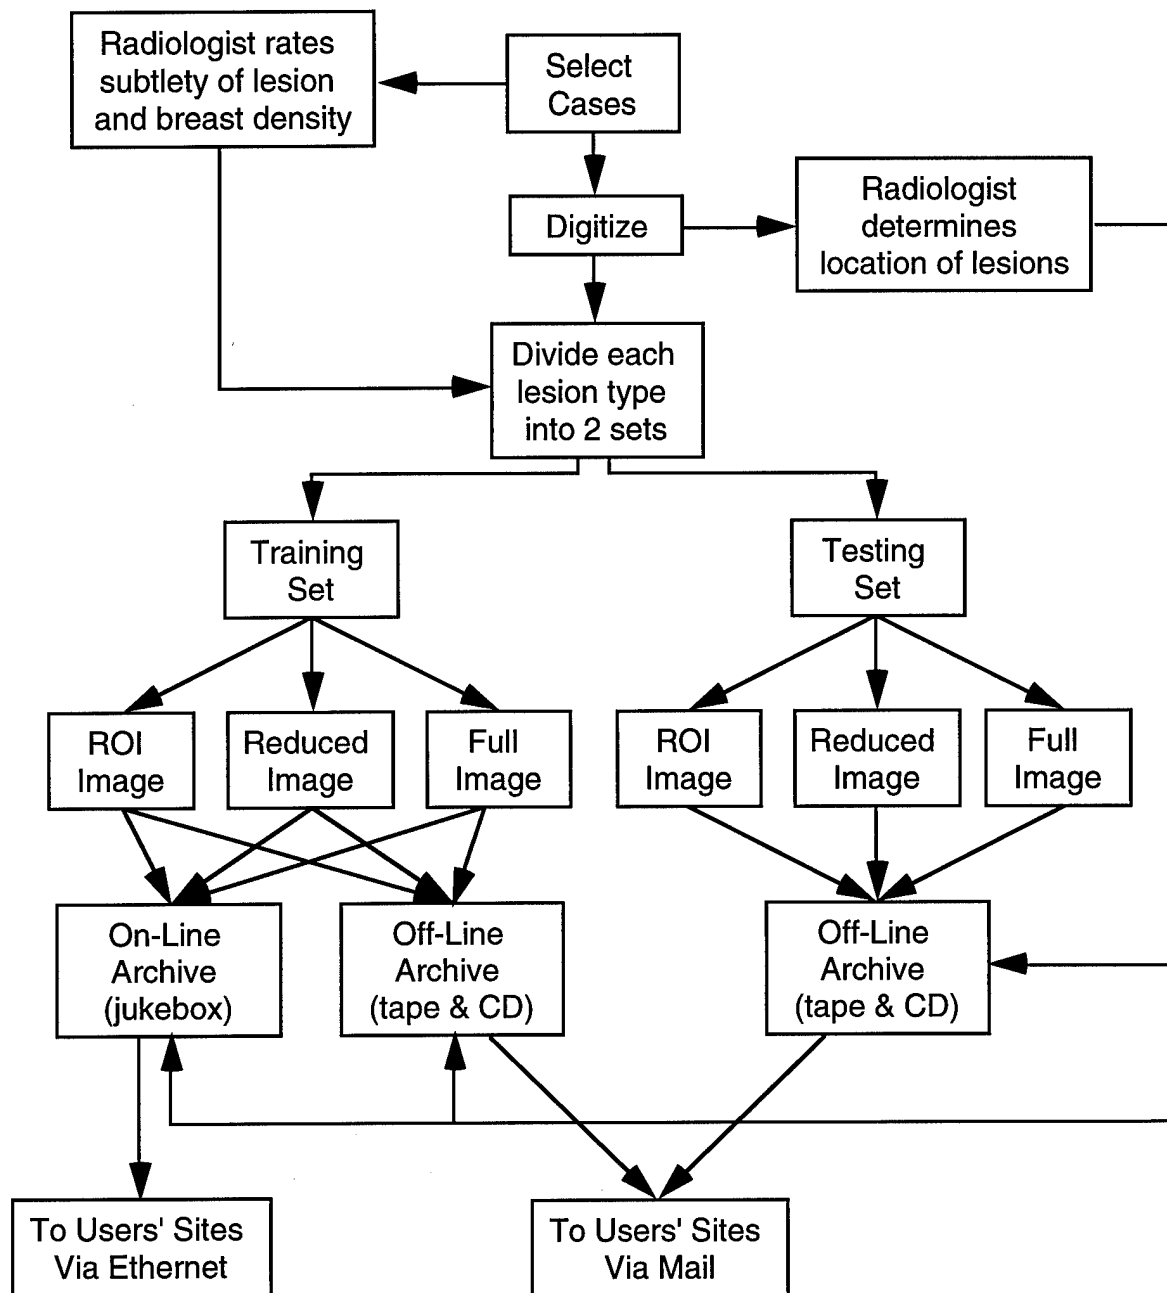 Radiologist rates
subtlety of lesion
and breast density
Select
Cases
Digitize
Radiologist
determines
location of lesions
Divide each
lesion type
into 2 sets
Training
Set
Testing
Set
ROI
Image
Reduced
Image
Full
Image
ROI
Image
Reduced
Image
Full
Image
On-Line
Archive
(jukebox)
Off-Line
Archive
(tape & CD)
Off-Line
Archive
(tape & CD)
To Users' Sites
Via Ethernet
To Users' Sites
Via Mail